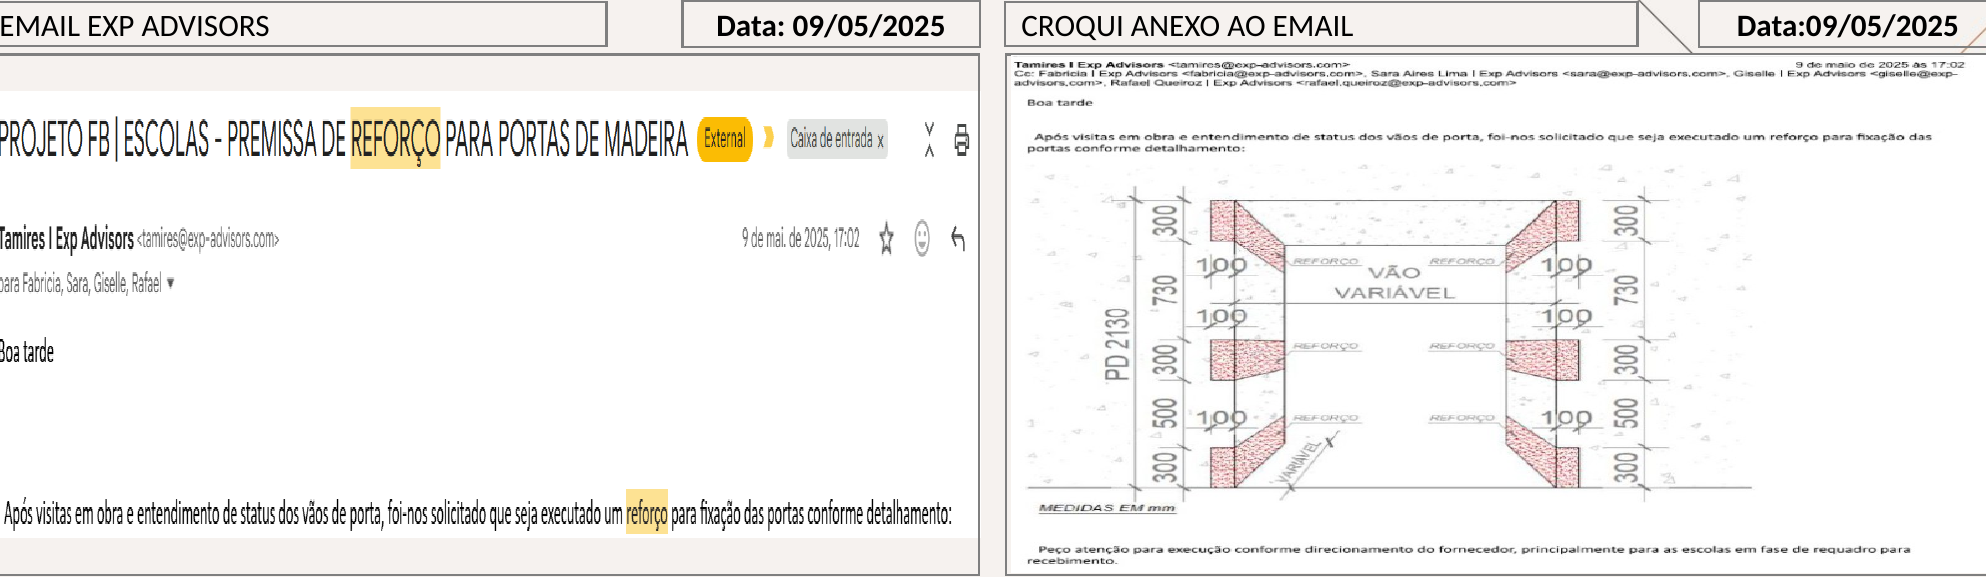 EMAIL EXP ADVISORS
Data: 09/05/2025
PROJETO FB | ESCOLAS - PREMISSA DE REFORÇO PARA PORTAS DE MADEIRA External Caixa de entrada x
Tamires | Exp Advisors <tamires@exp-advisors.com>
9 de mai. de 2025, 17:02
para Fabricia, Sara, Giselle, Rafael
Boa tarde
Após visitas em obra e entendimento de status dos vãos de porta, foi-nos solicitado que seja executado um reforço para fixação das portas conforme detalhamento:
CROQUI ANEXO AO EMAIL
Data:09/05/2025
Tamires | Exp Advisors <tamires@exp-advisors.com>
9 de maio de 2025 às 17:02
Cc: Fabricia | Exp Advisors <fabricia@exp-advisors.com>, Sara Aires Lima | Exp Advisors <sara@exp-advisors.com>, Giselle | Exp Advisors <giselle@exp-
advisors.com>, Rafael Queiroz | Exp Advisors <rafael.queiroz@exp-advisors.com>
Boa tarde
Após visitas em obra e entendimento de status dos vãos de porta, foi-nos solicitado que seja executado um reforço para fixação das
portas conforme detalhamento:
300
300
100
REFORÇO
REFORÇO
100
VÃO
VARIÁVEL
730
730
100
100
PD 2130
300
REFORÇO
REFORÇO
300
500
100
REFORÇO
REFORÇO
100
500
300
VARIÁVEL
300
MEDIDAS EM mm
Peço atenção para execução conforme direcionamento do fornecedor, principalmente para as escolas em fase de requadro para
recebimento.